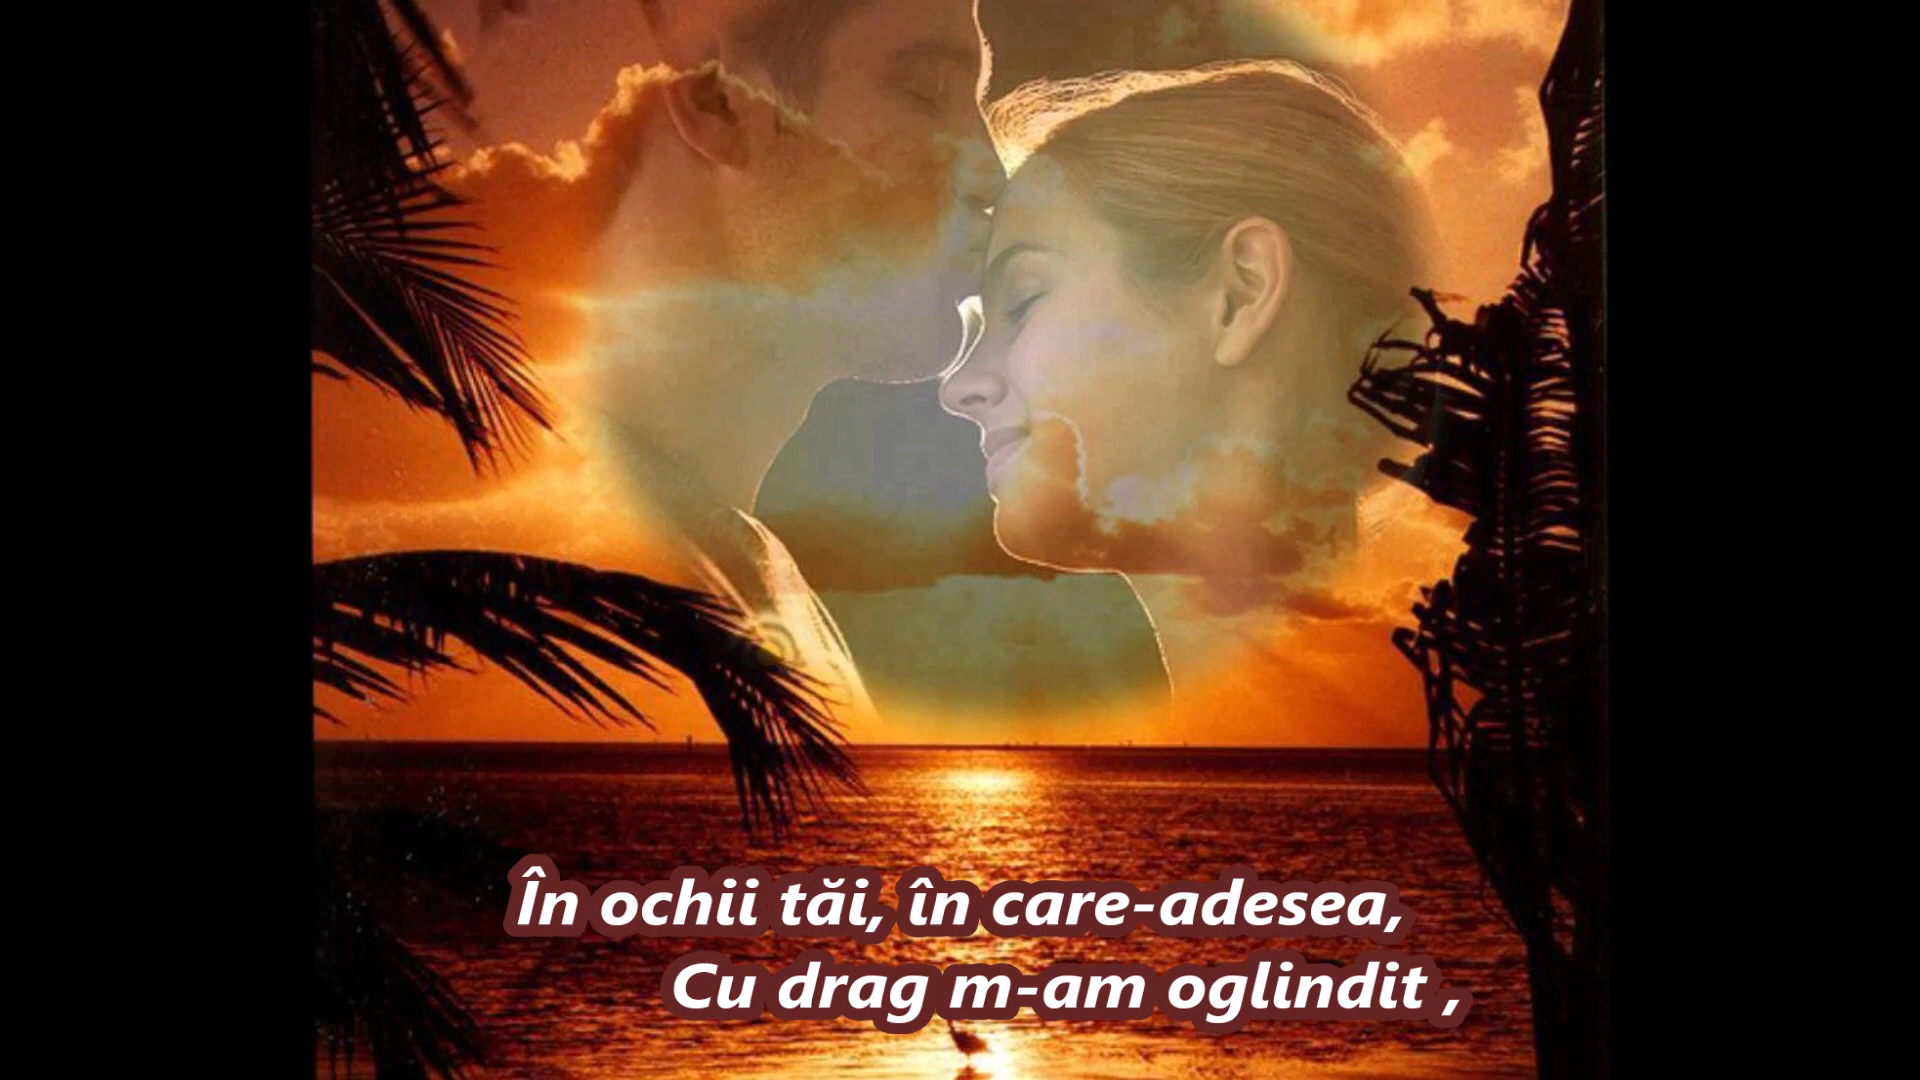 În ochii tăi, în care-adesea,
Cu drag m-am oglindit ,